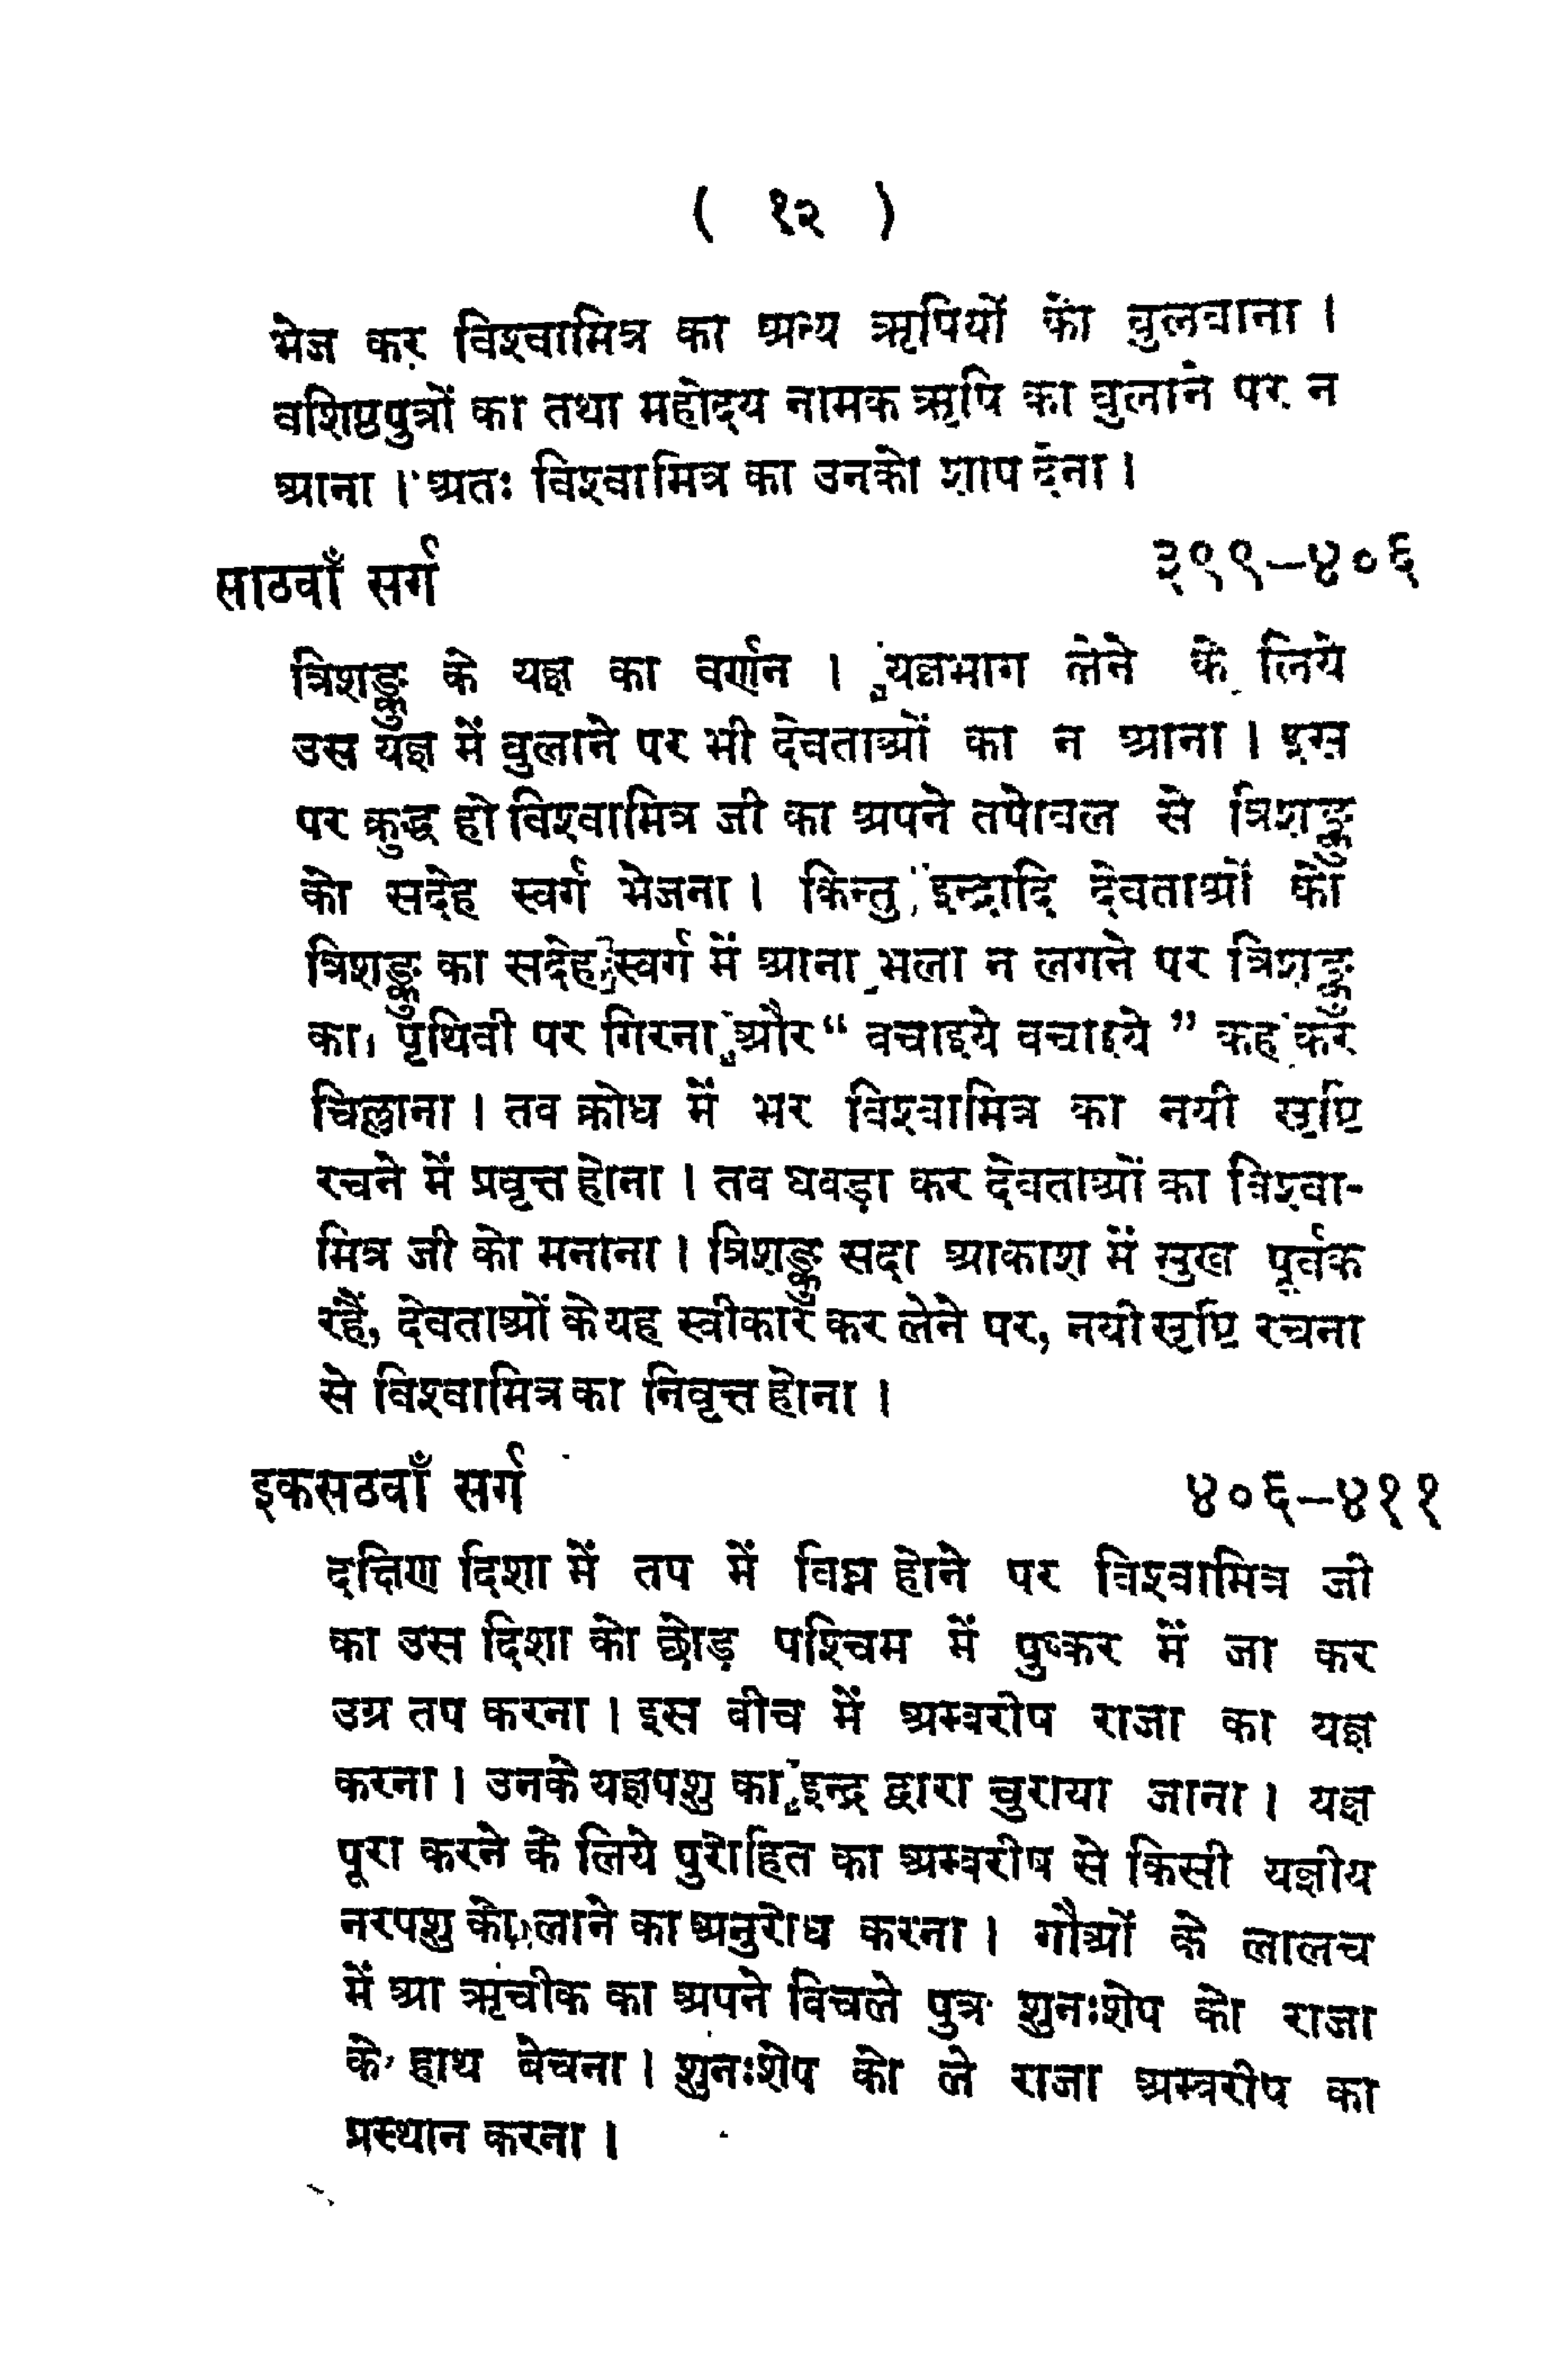 ( १२ )
भेज कर विश्वामित्र का अन्य ऋषियों को बुलवाना ।
वशिष्ठपुत्रों का तथा महोदय नामक ऋषि का बुलाने पर न
आना । अतः विश्वामित्र का उनको शाप देना ।
साठवाँ सर्ग ३९९–४०६
त्रिशङ्कु के यज्ञ का वर्णन । यज्ञभाग लेने के लिये
उस यज्ञ में बुलाने पर भी देवताओं का न आना । इस
पर क्रुद्ध हो विश्वामित्र जी का अपने तपोबल से त्रिशङ्कु
को सदेह स्वर्ग भेजना । किन्तु इन्द्रादि देवताओं को
त्रिशङ्कु का सदेह स्वर्ग में आना भला न लगने पर त्रिशङ्कु
का पृथिवी पर गिरना और “ बचाइये बचाइये ” कह कर
चिल्लाना । तब क्रोध में भर विश्वामित्र का नयी सृष्टि
रचने में प्रवृत्त होना । तब घबड़ा कर देवताओं का विश्वा-
मित्र जी को मनाना । त्रिशङ्कु सदा आकाश में सुख पूर्वक
रहैं, देवताओं के यह स्वीकार कर लेने पर, नयी सृष्टि रचना
से विश्वामित्र का निवृत्त होना ।
इकसठवाँ सर्ग ४०६–४११
दक्षिण दिशा में तप में विघ्न होने पर विश्वामित्र जी
का उस दिशा को छोड़ पश्चिम में पुष्कर में जा कर
उग्र तप करना । इस बीच में अम्बरीष राजा का यज्ञ
करना । उनके यज्ञपशु का इन्द्र द्वारा चुराया जाना । यज्ञ
पूरा करने के लिये पुरोहित का अम्बरीष से किसी यज्ञीय
नरपशु को लाने का अनुरोध करना । गौओं के लालच
में आ ऋचीक का अपने बिचले पुत्र शुनःशेप को राजा
के हाथ बेचना । शुनःशेप को ले राजा अम्बरीष का
प्रस्थान करना ।